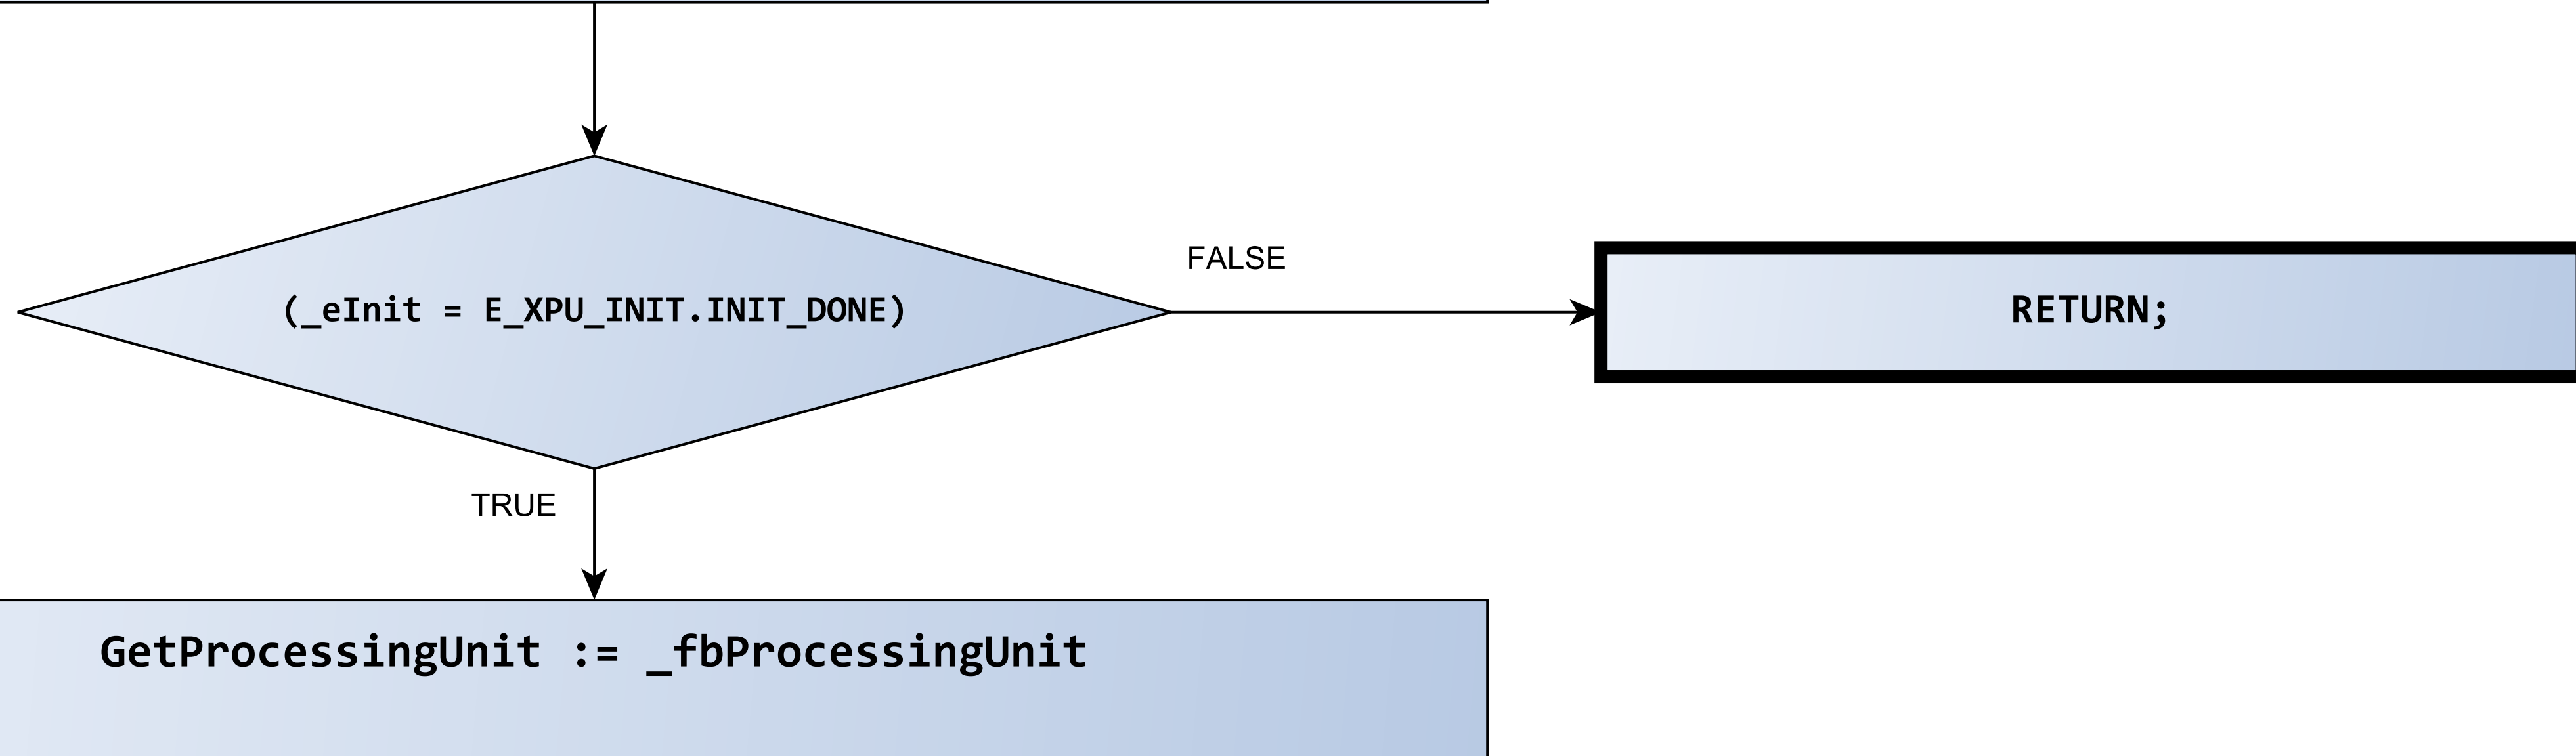 FALSE
(_eInit = E_XPU_INIT.INIT_DONE)
RETURN;
TRUE
GetProcessingUnit := _fbProcessingUnit